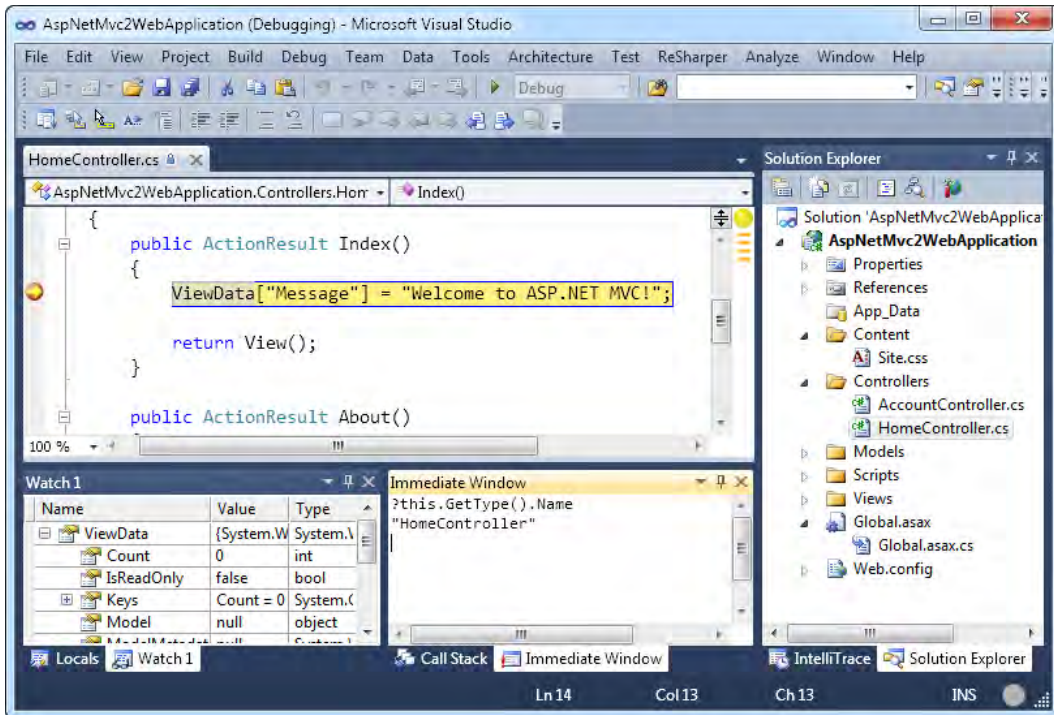 AspNetMvc2WebApplication (Debugging) - Microsoft Visual Studio
File Edit View Project Build Debug Team Data Tools Architecture Test ReSharper Analyze Window Help
Debug
HomeController.cs
AspNetMvc2WebApplication.Controllers.Hom
Index()
{
public ActionResult Index()
{
ViewData["Message"] = "Welcome to ASP.NET MVC!";
return View();
}
public ActionResult About()
100 %
Watch 1
Name Value Type
ViewData {System.W System.\
Count 0 int
IsReadOnly false bool
Keys Count = 0 System.(
Model null object
Locals Watch 1
Immediate Window
?this.GetType().Name
"HomeController"
Call Stack Immediate Window
Solution Explorer
Solution 'AspNetMvc2WebApplica
AspNetMvc2WebApplication
Properties
References
App_Data
Content
Site.css
Controllers
AccountController.cs
HomeController.cs
Models
Scripts
Views
Global.asax
Global.asax.cs
Web.config
IntelliTrace Solution Explorer
Ln 14 Col 13 Ch 13 INS